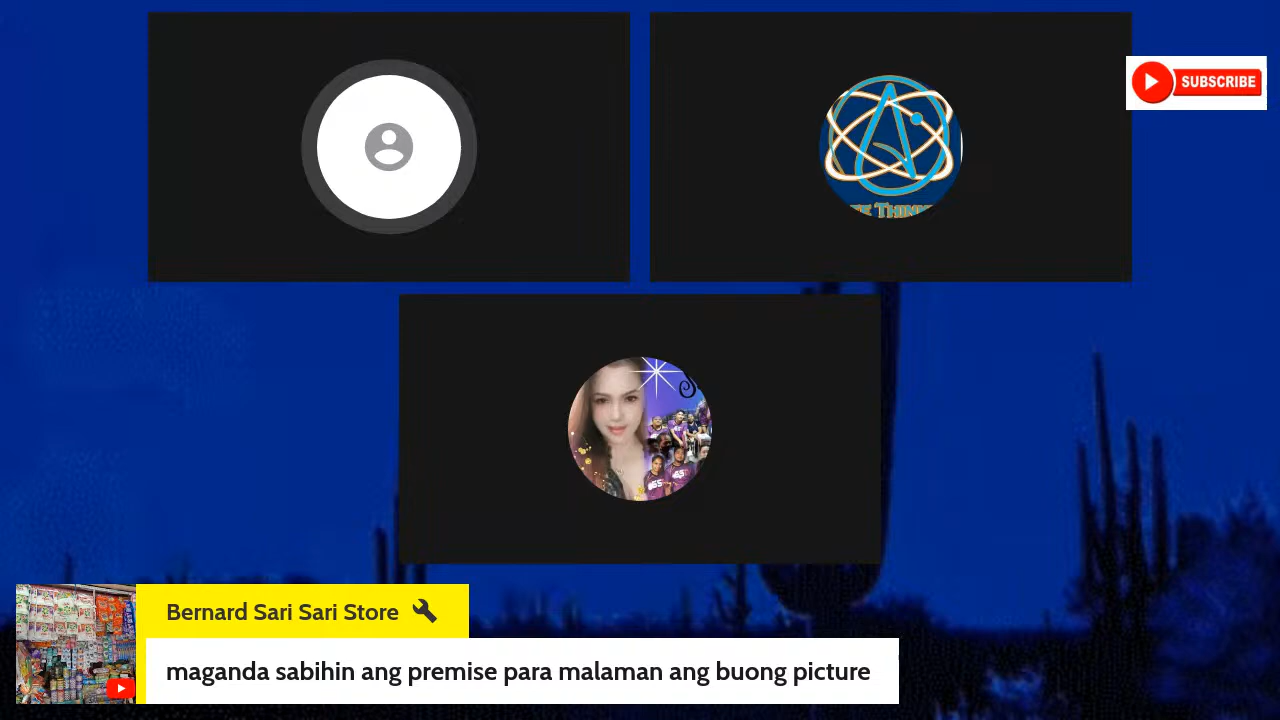 SUBSCRIBE
Bernard Sari Sari Store
maganda sabihin ang premise para malaman ang buong picture